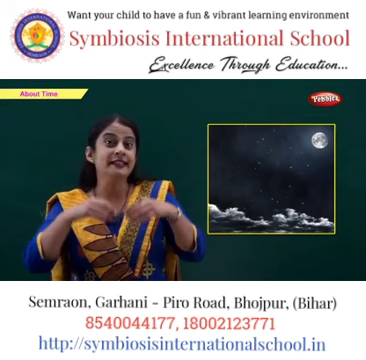 Want your child to have a fun & vibrant learning environment
Symbiosis International School
Excellence Through Education...
About Time
Pebbles
Semraon, Garhani - Piro Road, Bhojpur, (Bihar)
8540044177, 18002123771
http://symbiosisinternationalschool.in